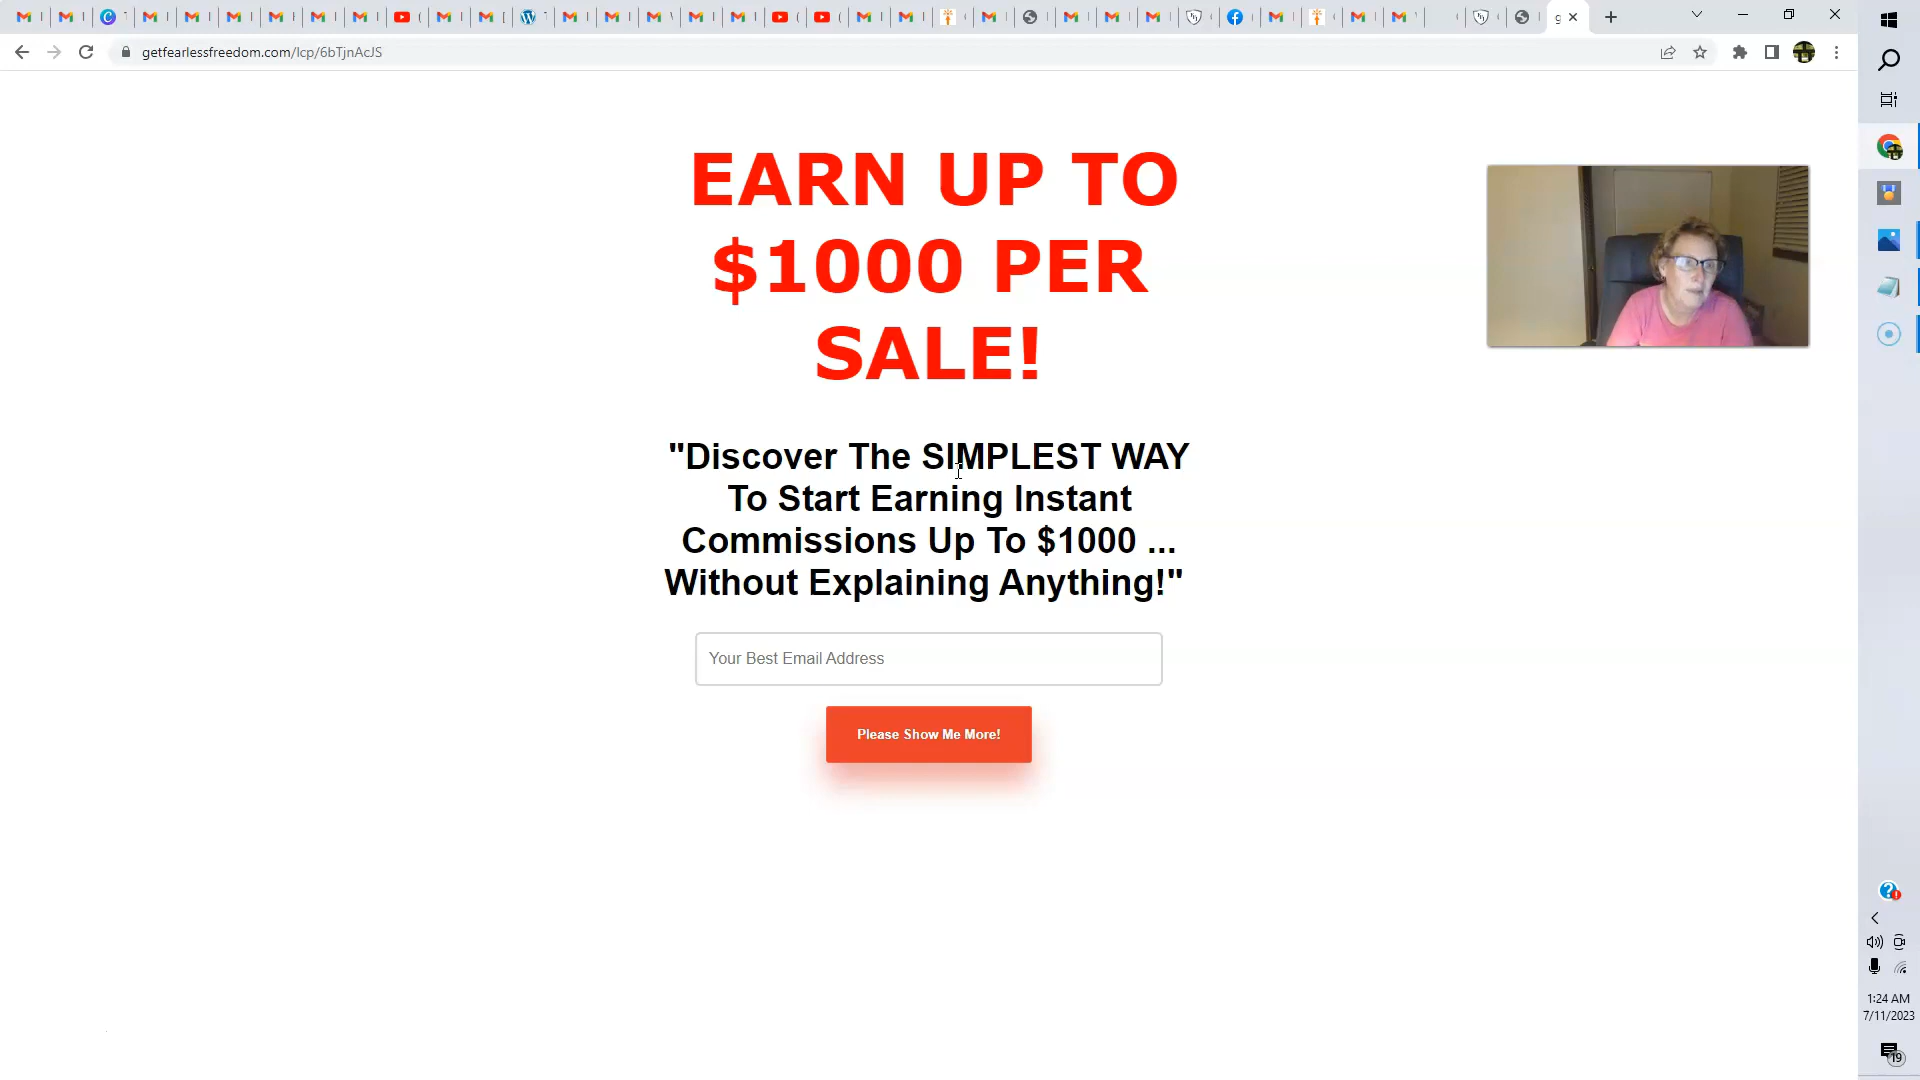 getfearlessfreedom.com/lcp/6bTjnAcJS
EARN UP TO
$1000 PER
SALE!
"Discover The SIMPLEST WAY
To Start Earning Instant
Commissions Up To $1000 ...
Without Explaining Anything!"
Your Best Email Address
Please Show Me More!
1:24 AM
7/11/2023
19